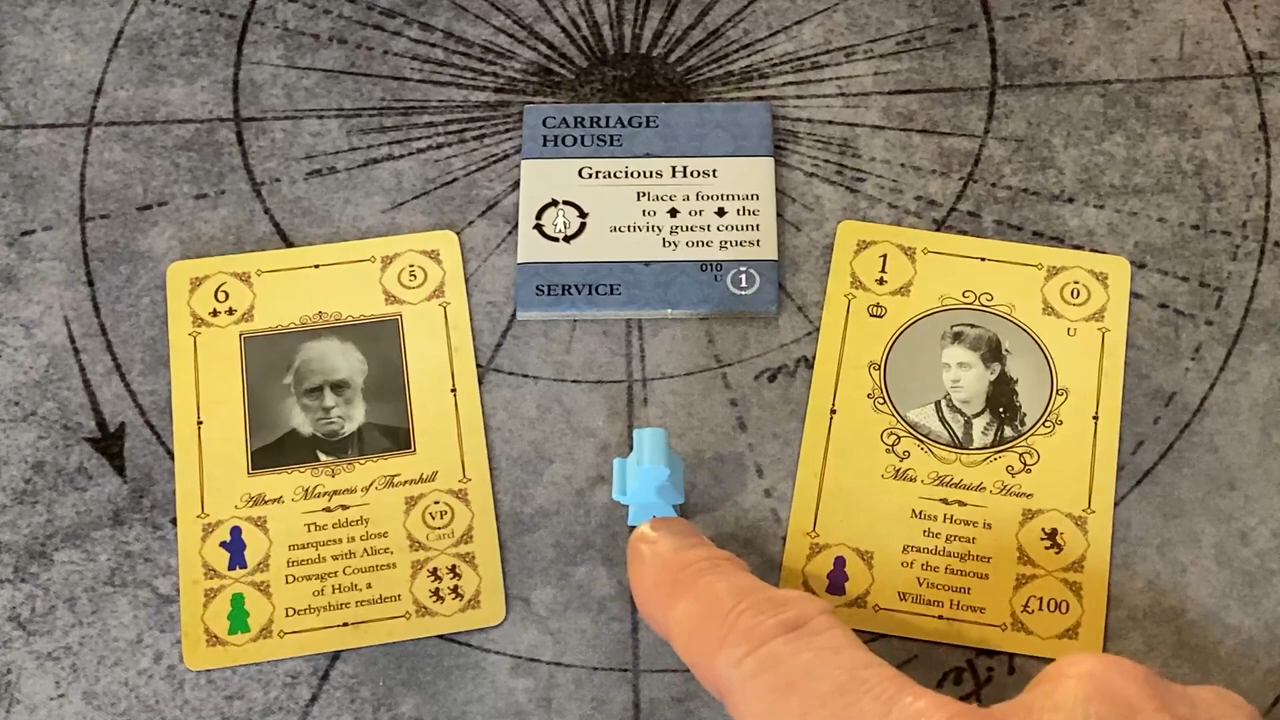 CARRIAGE
HOUSE
Gracious Host
Place a footman
to or the
activity guest count
by one guest
010
U
SERVICE
1
6
5
Albert, Marquess of Thornhill
The elderly
marquess is close
friends with Alice,
Dowager Countess
of Holt, a
Derbyshire resident
VP
Card
1
0
U
Miss Adelaide Howe
Miss Howe is
the great
granddaughter
of the famous
Viscount
William Howe
£100